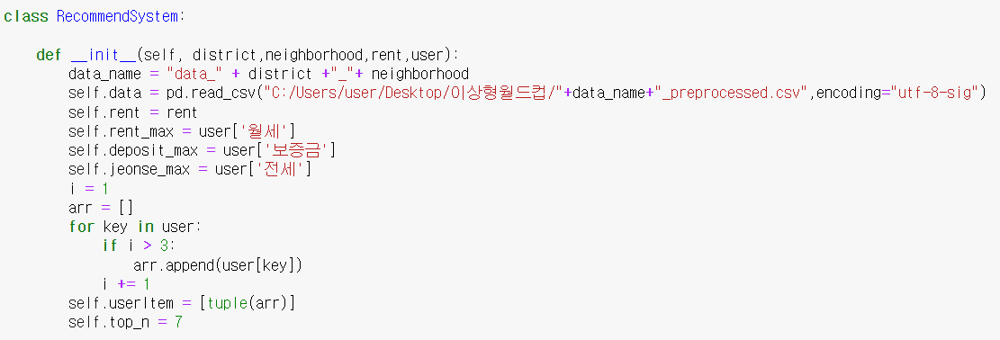 class RecommendSystem:
    def __init__(self, district,neighborhood,rent,user):
        data_name = "data_" + district +"_"+ neighborhood
        self.data = pd.read_csv("C:/Users/user/Desktop/이상형월드컵/"+data_name+"_preprocessed.csv",encoding="utf-8-sig")
        self.rent = rent
        self.rent_max = user['월세']
        self.deposit_max = user['보증금']
        self.jeonse_max = user['전세']
        i = 1
        arr = []
        for key in user:
            if i > 3:
                arr.append(user[key])
            i += 1
        self.userItem = [tuple(arr)]
        self.top_n = 7